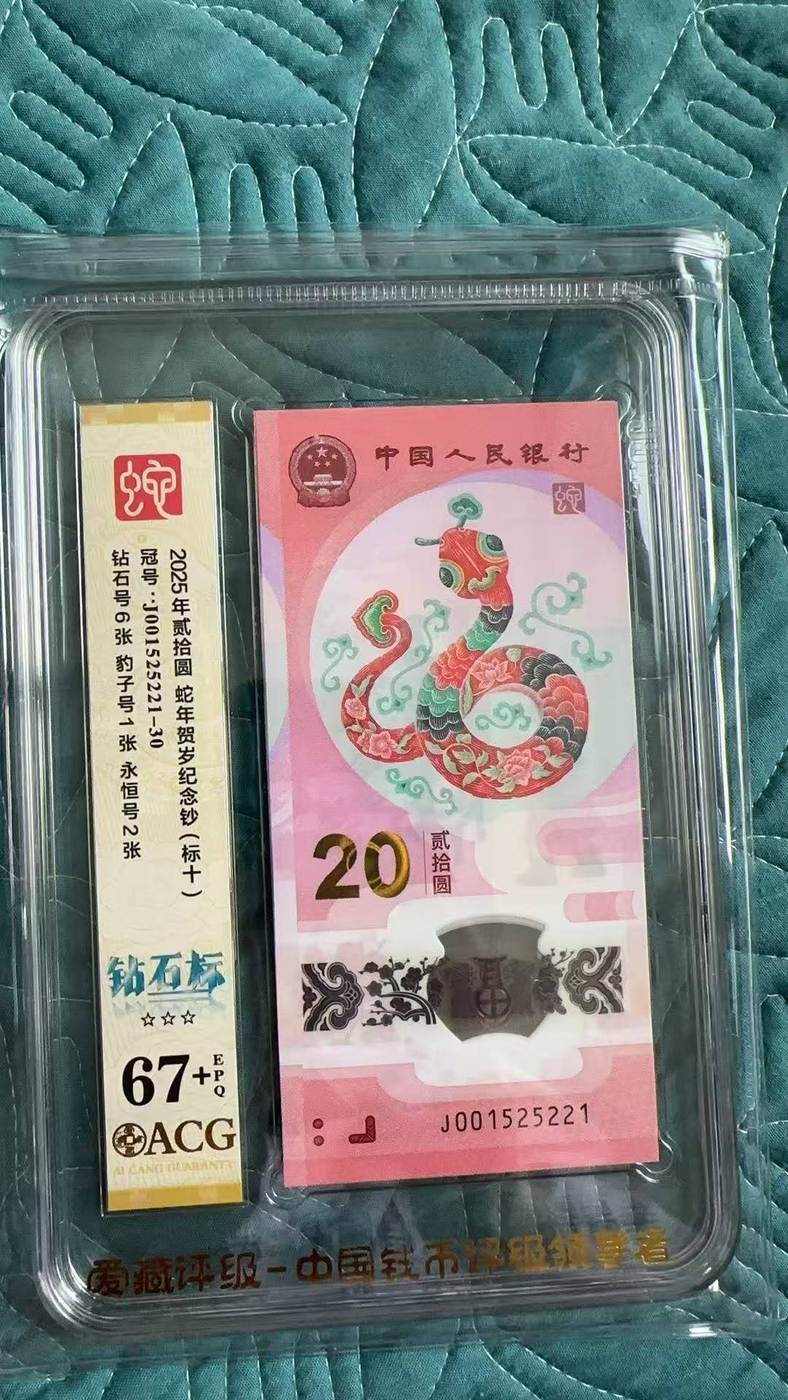 蛇
2025年贰拾圆 蛇年贺岁纪念钞(标十)
冠号:J001525221-30
钻石号6张 豹子号1张 永恒号2张
钻石标
☆☆☆
67+EPQ
ACG
AI CANG GUARANTY
中国人民银行
蛇
20 贰拾圆
J001525221
爱藏评级-中国钱币评级领导者